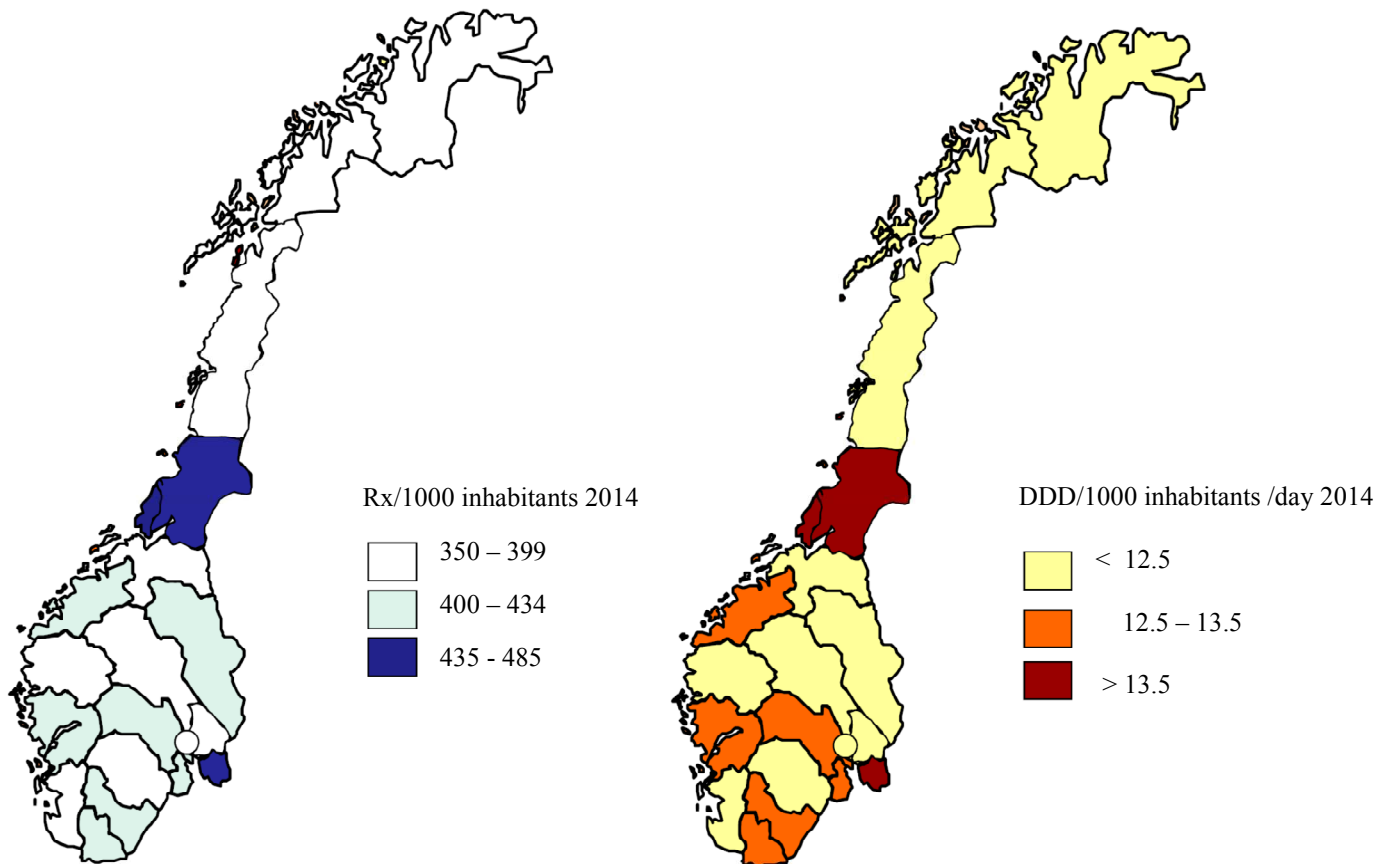 Rx/1000 inhabitants 2014
350 – 399
400 – 434
435 - 485
DDD/1000 inhabitants /day 2014
< 12.5
12.5 – 13.5
> 13.5